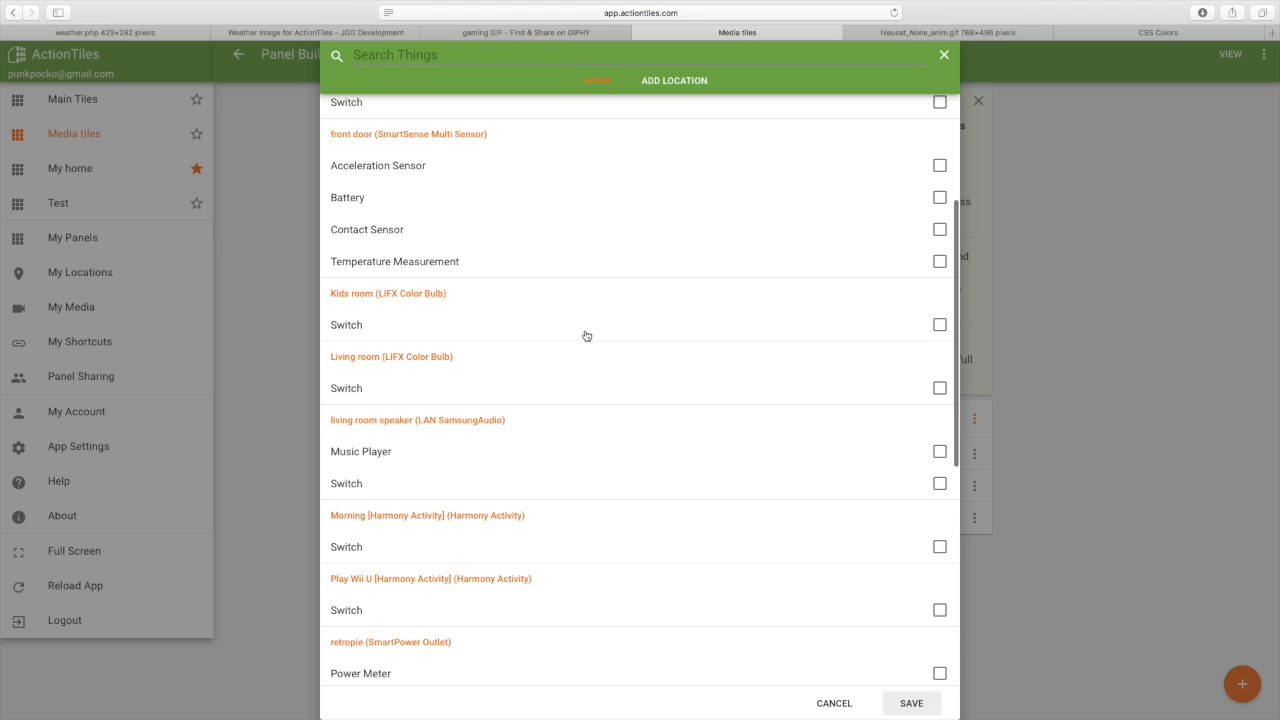 app.actiontiles.com
weather.php 429×282 pixels
Weather Image for ActionTiles – JGG Development
gaming GIF - Find & Share on GIPHY
Media tiles
hieusat_None_anim.gif 768×496 pixels
CSS Colors
ActionTiles
punkpocko@gmail.com
Panel Buil
VIEW
Search Things
ADD LOCATION
Main Tiles
Media tiles
My home
Test
My Panels
My Locations
My Media
My Shortcuts
Panel Sharing
My Account
App Settings
Help
About
Full Screen
Reload App
Logout
Switch
front door (SmartSense Multi Sensor)
Acceleration Sensor
Battery
Contact Sensor
Temperature Measurement
Kids room (LIFX Color Bulb)
Switch
Living room (LIFX Color Bulb)
Switch
living room speaker (LAN SamsungAudio)
Music Player
Switch
Morning [Harmony Activity] (Harmony Activity)
Switch
Play Wii U [Harmony Activity] (Harmony Activity)
Switch
retropie (SmartPower Outlet)
Power Meter
CANCEL
SAVE
s
ss
nd
full